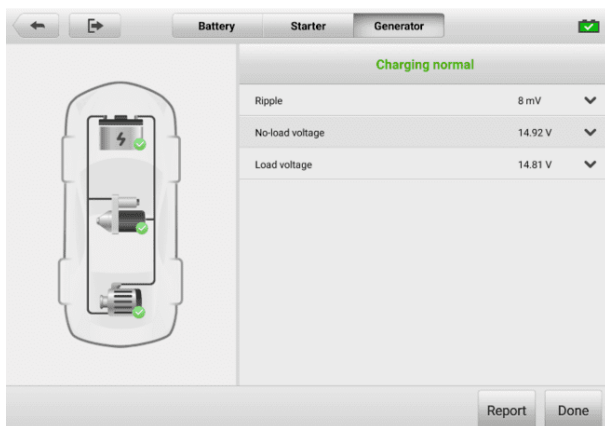 Battery Starter Generator
Charging normal
Ripple 8 mV
No-load voltage 14.92 V
Load voltage 14.81 V
Report Done